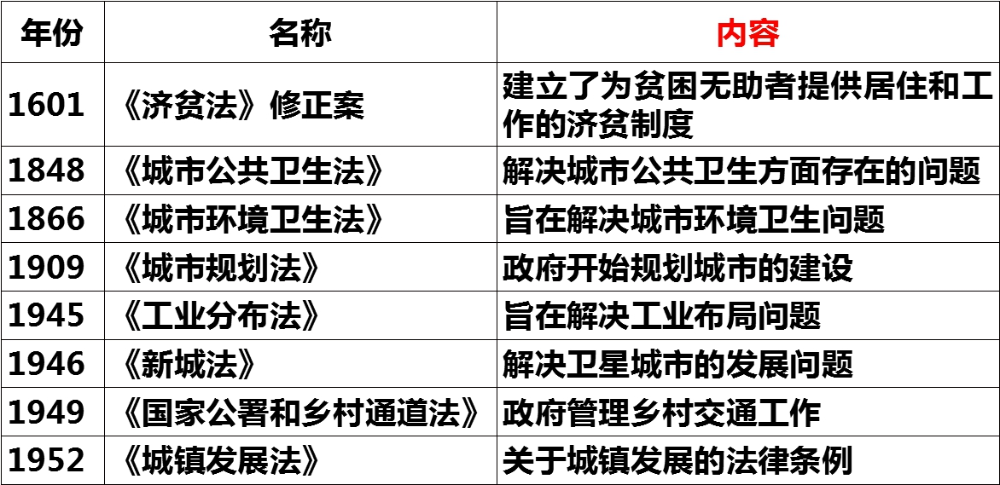 年份 名称 内容
1601 《济贫法》修正案 建立了为贫困无助者提供居住和工
作的济贫制度
1848 《城市公共卫生法》 解决城市公共卫生方面存在的问题
1866 《城市环境卫生法》 旨在解决城市环境卫生问题
1909 《城市规划法》 政府开始规划城市的建设
1945 《工业分布法》 旨在解决工业布局问题
1946 《新城法》 解决卫星城市的发展问题
1949 《国家公署和乡村通道法》 政府管理乡村交通工作
1952 《城镇发展法》 关于城镇发展的法律条例